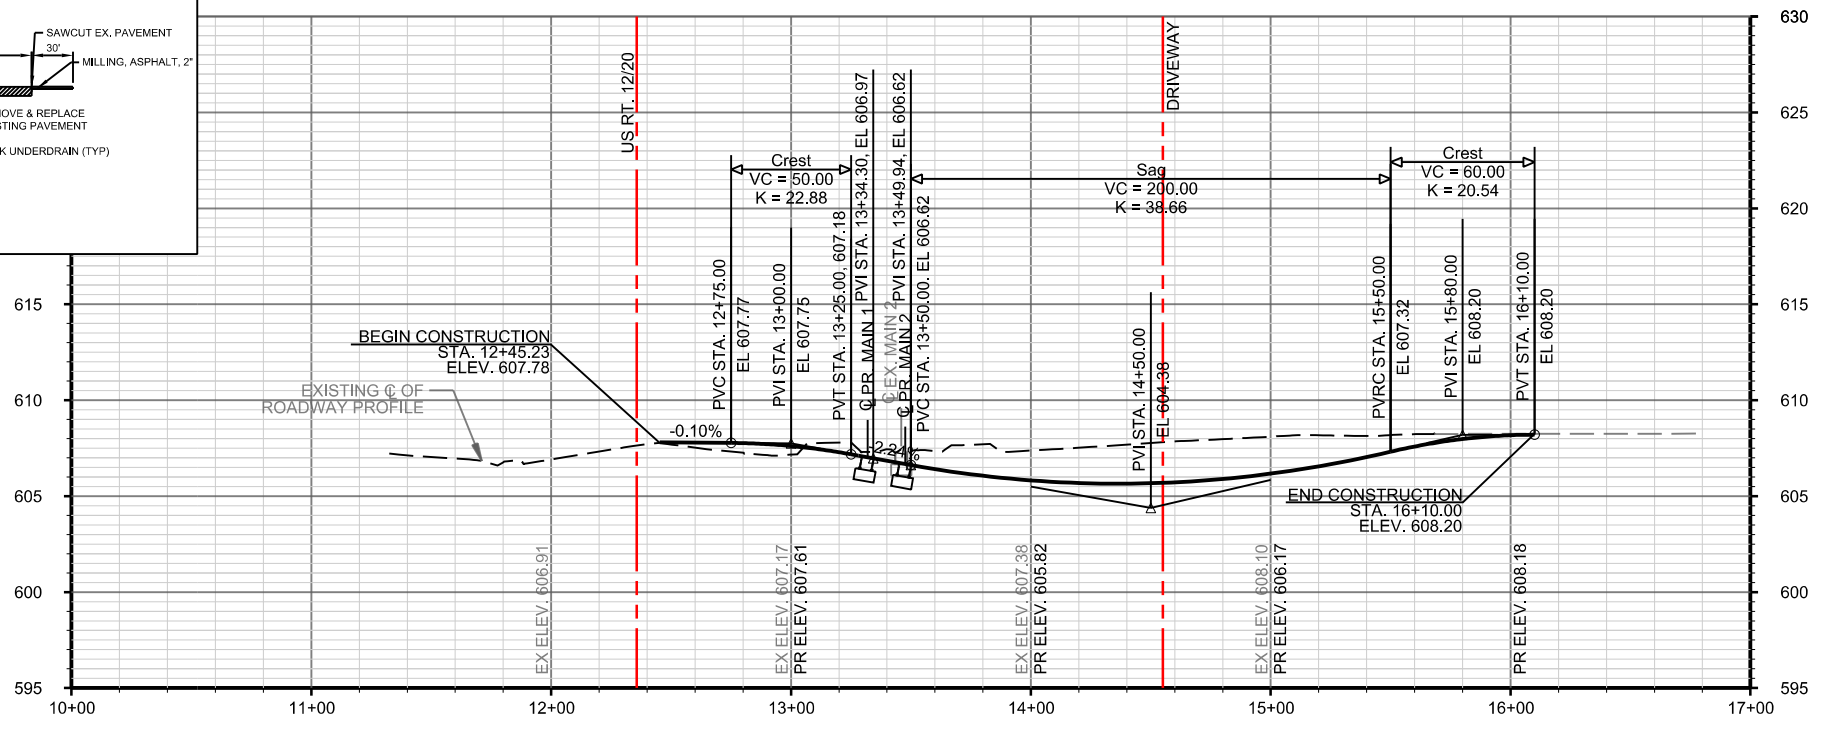 SAWCUT EX. PAVEMENT
30'
MILLING, ASPHALT, 2"
OVE & REPLACE
STING PAVEMENT
K UNDERDRAIN (TYP)
630
630
625
625
620
620
615
615
610
610
605
605
600
600
595
595
US RT. 12/20
DRIVEWAY
Crest
VC = 50.00
K = 22.88
Sag
VC = 200.00
K = 38.66
Crest
VC = 60.00
K = 20.54
BEGIN CONSTRUCTION
STA. 12+45.23
ELEV. 607.78
EXISTING ℄ OF
ROADWAY PROFILE
-0.10%
PVC STA. 12+75.00
EL 607.77
PVI STA. 13+00.00
EL 607.75
PVT STA. 13+25.00, 607.18
℄ PR. MAIN 1 PVI STA. 13+34.30, EL 606.97
℄ EX. MAIN 2
℄ PR. MAIN 2 PVI STA. 13+49.94, EL 606.62
PVC STA. 13+50.00. EL 606.62
-2.24%
PVI STA. 14+50.00
EL 604.38
PVRC STA. 15+50.00
EL 607.32
PVI STA. 15+80.00
EL 608.20
PVT STA. 16+10.00
EL 608.20
END CONSTRUCTION
STA. 16+10.00
ELEV. 608.20
EX ELEV. 606.91
EX ELEV. 607.17
PR ELEV. 607.61
EX ELEV. 607.38
PR ELEV. 605.82
EX ELEV. 608.10
PR ELEV. 606.17
PR ELEV. 608.18
10+00
11+00
12+00
13+00
14+00
15+00
16+00
17+00